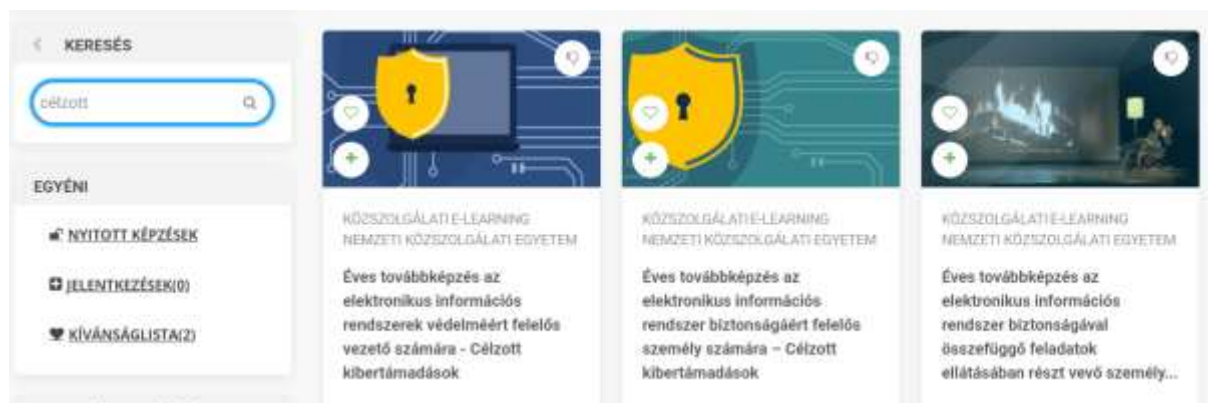 KERESÉS
célzott
EGYÉNI
NYITOTT KÉPZÉSEK
JELENTKEZÉSEK(0)
KÍVÁNSÁGLISTA(2)
KÖZSZOLGÁLATI E-LEARNING
NEMZETI KÖZSZOLGÁLATI EGYETEM
Éves továbbképzés az
elektronikus információs
rendszerek védelméért felelős
vezető számára - Célzott
kibertámadások
KÖZSZOLGÁLATI E-LEARNING
NEMZETI KÖZSZOLGÁLATI EGYETEM
Éves továbbképzés az
elektronikus információs
rendszer biztonságáért felelős
személy számára – Célzott
kibertámadások
KÖZSZOLGÁLATI E-LEARNING
NEMZETI KÖZSZOLGÁLATI EGYETEM
Éves továbbképzés az
elektronikus információs
rendszer biztonságával
összefüggő feladatok
ellátásában részt vevő személy...